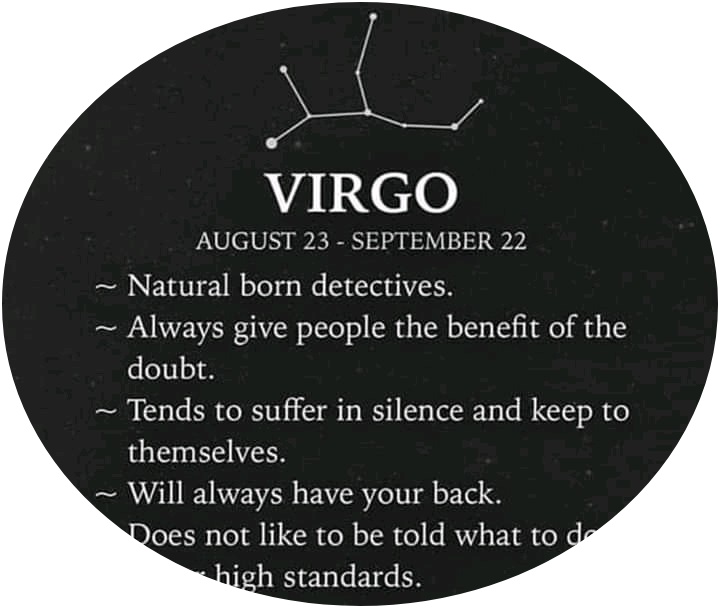 VIRGO
AUGUST 23 - SEPTEMBER 22
~ Natural born detectives.
~ Always give people the benefit of the
doubt.
~ Tends to suffer in silence and keep to
themselves.
~ Will always have your back.
Does not like to be told what to do
high standards.